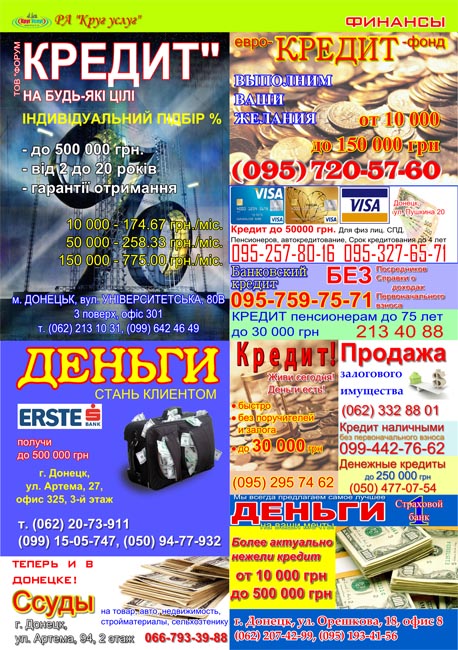 РА "Круг услуг"
ФИНАНСЫ
ТОВ "ФОРУМ
КРЕДИТ"
НА БУДЬ-ЯКІ ЦІЛІ
ІНДИВІДУАЛЬНИЙ ПІДБІР %
- до 500 000 грн.
- від 2 до 20 років
- гарантії отримання
10 000 - 174.67 грн./міс.
50 000 - 258.33 грн./міс.
150 000 - 775.00 грн./міс.
м. ДОНЕЦЬК, вул. УНІВЕРСИТЕТСЬКА, 80В
3 поверх, офіс 301
т. (062) 213 10 31, (099) 642 46 49
евро-КРЕДИТ-фонд
ВЫПОЛНИМ
ВАШИ
ЖЕЛАНИЯ
от 10 000
до 150 000 грн
(095) 720-57-60
VISA
VISA
Донецк,
ул. Пушкина 20
Кредит до 50000 грн. Для физ лиц, СПД,
Пенсионеров, автокредитование. Срок кредитования до 4 лет
095-257-80-16 095-327-65-71
Банковский
кредит
БЕЗ
Посредников
Справки о
доходах
Первоначального
взноса
095-759-75-71
КРЕДИТ пенсионерам до 75 лет
до 30 000 грн 213 40 88
ДЕНЬГИ
СТАНЬ КЛИЕНТОМ
ERSTE
BANK
получи
до 500 000 грн
г. Донецк,
ул. Артема, 27,
офис 325, 3-й этаж
т. (062) 20-73-911
(099) 15-05-747, (050) 94-77-932
Кредит!
Живи сегодня!
Деньги есть!
- быстро
- без поручителей
и залога
- до 30 000 грн
(095) 295 74 62
Продажа
залогового
имущества
(062) 332 88 01
Кредит наличными
без первоначального взноса
099-442-76-62
Денежные кредиты
до 250 000 грн
(050) 477-07-54
ТЕПЕРЬ И В
ДОНЕЦКЕ!
Ссуды
г. Донецк,
ул. Артема, 94, 2 этаж
на товар, авто, недвижимость,
стройматериалы, сельхозтехнику
066-793-39-88
Мы всегда предлагаем самое лучшее
ДЕНЬГИ
на ваши мечты
Страховой
банк
1
Более актуально
нежели кредит
от 10 000 грн
до 500 000 грн
г. Донецк, ул. Орешкова, 18, офис 8
(062) 207-42-99, (095) 193-41-56